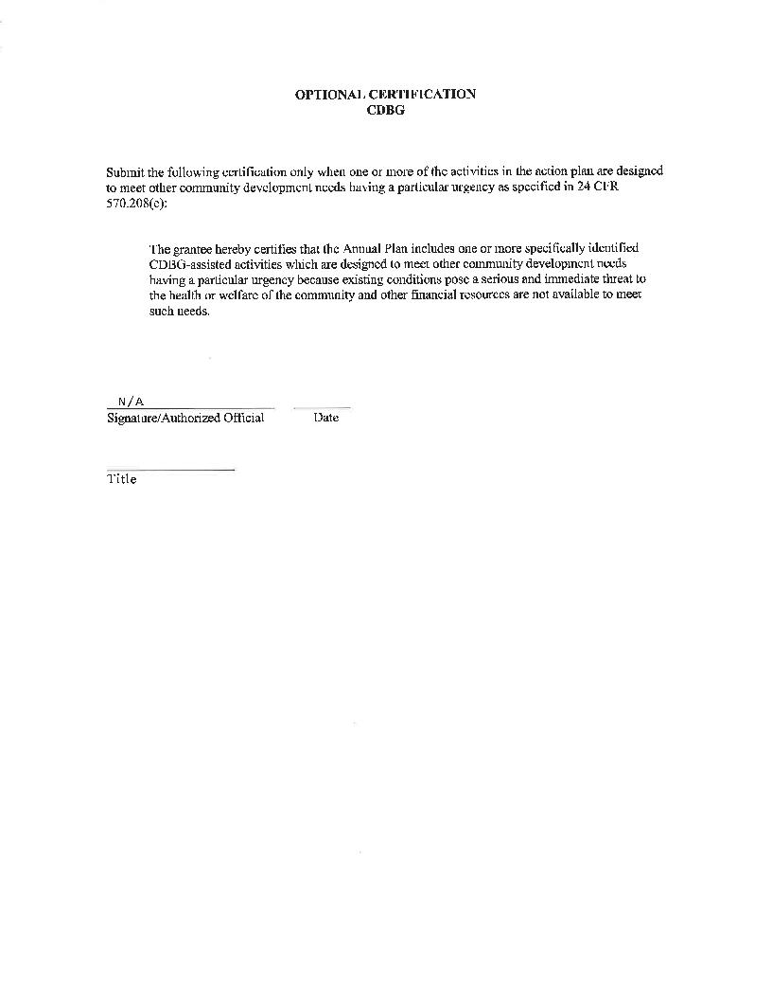 OPTIONAL CERTIFICATION
CDBG
Submit the following certification only when one or more of the activities in the action plan are designed
to meet other community development needs having a particular urgency as specified in 24 CFR
570.208(c):
The grantee hereby certifies that the Annual Plan includes one or more specifically identified
CDBG-assisted activities which are designed to meet other community development needs
having a particular urgency because existing conditions pose a serious and immediate threat to
the health or welfare of the community and other financial resources are not available to meet
such needs.
N/A
Signature/Authorized Official Date
Title